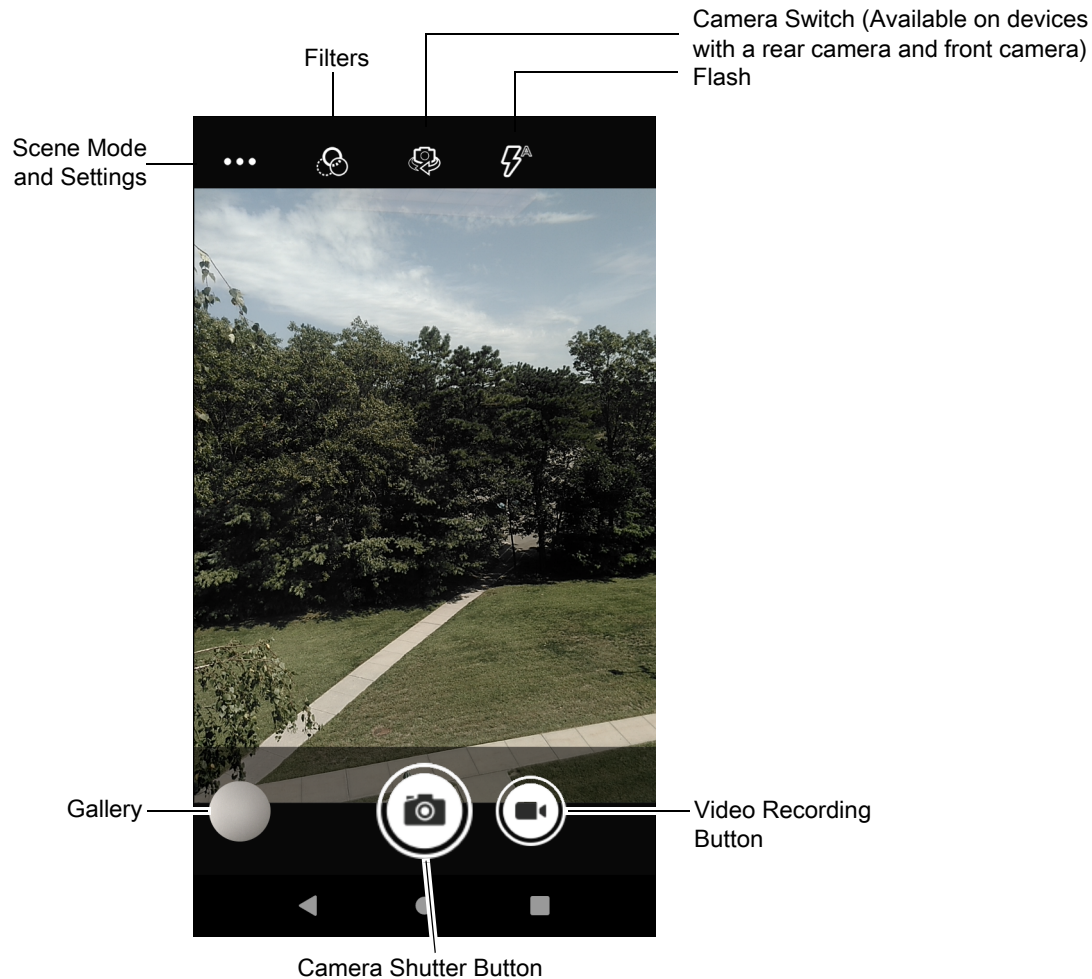 Camera Switch (Available on devices
with a rear camera and front camera)
Flash
Filters
Scene Mode
and Settings
A
Gallery
Video Recording
Button
Camera Shutter Button